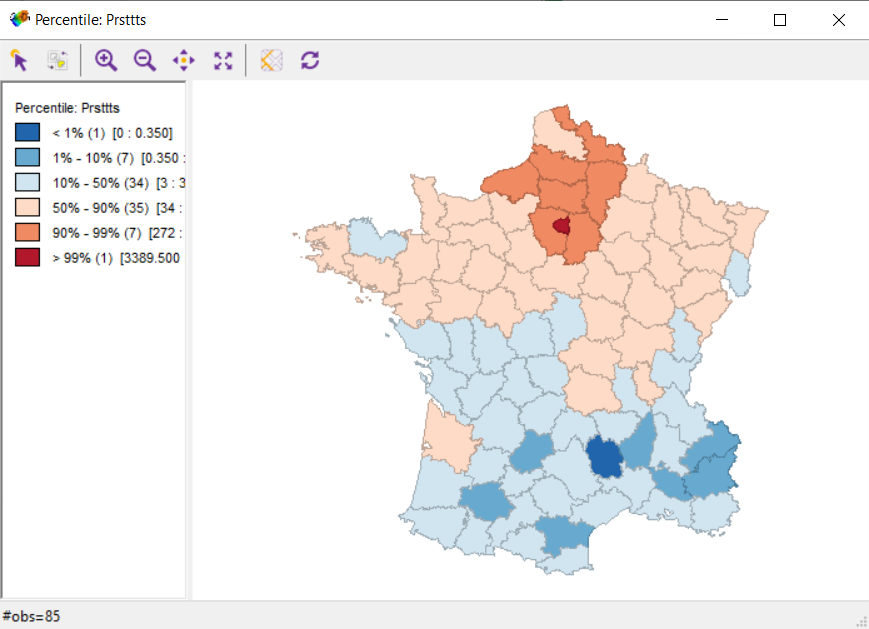 Percentile: Prsttts
Percentile: Prsttts
< 1% (1) [0 : 0.350]
1% - 10% (7) [0.350 :
10% - 50% (34) [3 : 3
50% - 90% (35) [34 :
90% - 99% (7) [272 :
> 99% (1) [3389.500
#obs=85